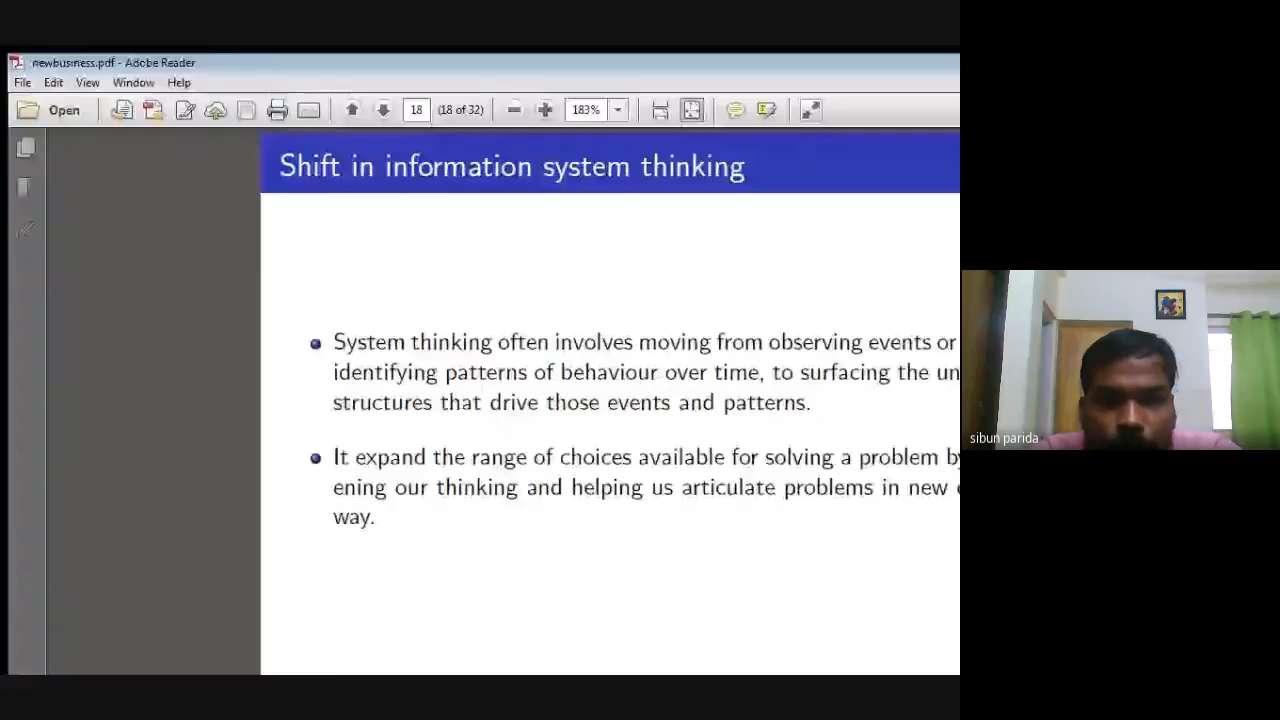 newbusiness.pdf - Adobe Reader
File Edit View Window Help
Open 18 (18 of 32) 183%
Shift in information system thinking
System thinking often involves moving from observing events or
identifying patterns of behaviour over time, to surfacing the un
structures that drive those events and patterns.
It expand the range of choices available for solving a problem by
ening our thinking and helping us articulate problems in new
way.
sibun parida